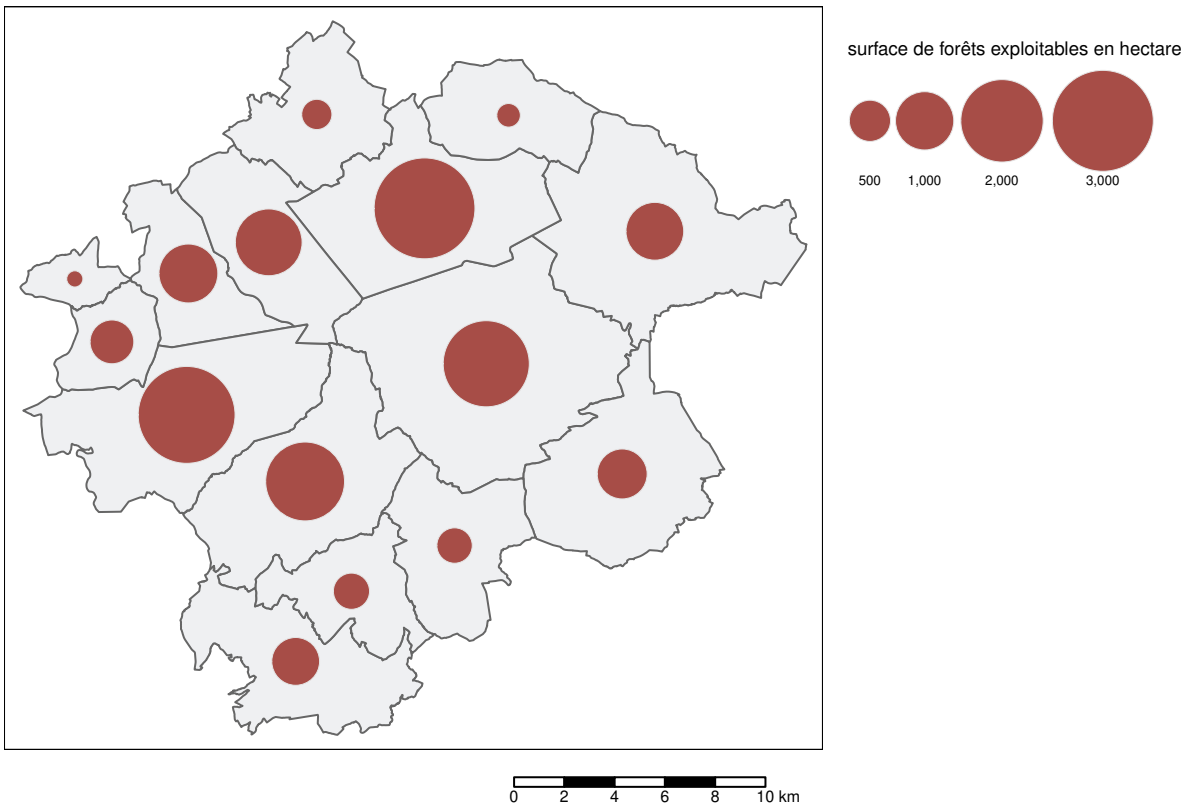 surface de forêts exploitables en hectare
500 1,000 2,000 3,000
0 2 4 6 8 10 km